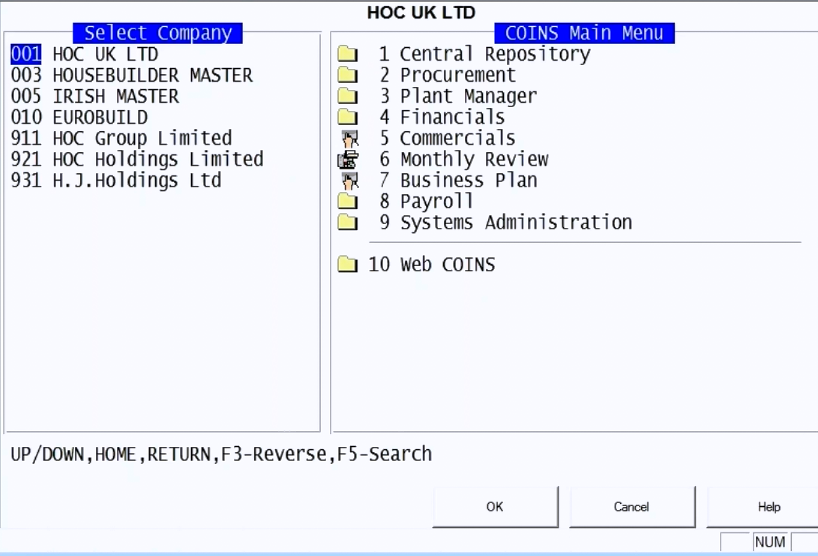 HOC UK LTD
Select Company
001 HOC UK LTD
003 HOUSEBUILDER MASTER
005 IRISH MASTER
010 EUROBUILD
911 HOC Group Limited
921 HOC Holdings Limited
931 H.J.Holdings Ltd
COINS Main Menu
1 Central Repository
2 Procurement
3 Plant Manager
4 Financials
5 Commercials
6 Monthly Review
7 Business Plan
8 Payroll
9 Systems Administration
10 Web COINS
UP/DOWN,HOME,RETURN,F3-Reverse,F5-Search
OK Cancel Help
NUM